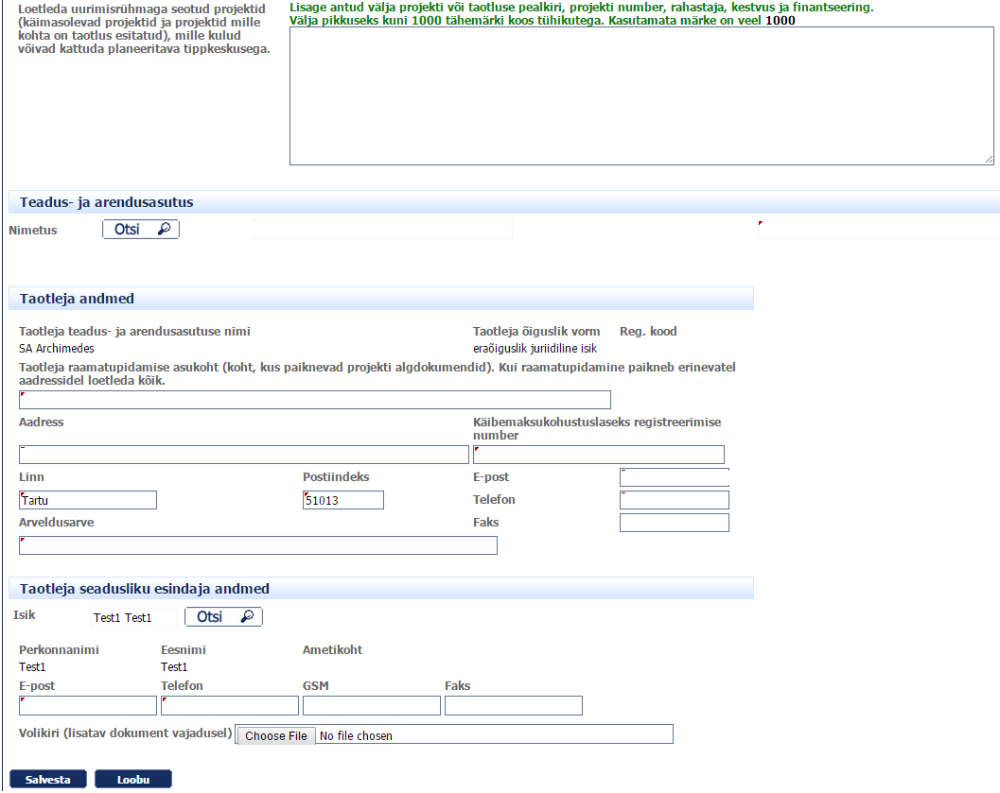 Loetleda uurimisrühmaga seotud projektid
(käimasolevad projektid ja projektid mille
kohta on taotlus esitatud), mille kulud
võivad kattuda planeeritava tippkeskusega.
Lisage antud välja projekti või taotluse pealkiri, projekti number, rahastaja, kestvus ja finantseering.
Välja pikkuseks kuni 1000 tähemärki koos tühikutega. Kasutamata märke on veel 1000
Teadus- ja arendusasutus
Nimetus Otsi
Taotleja andmed
Taotleja teadus- ja arendusasutuse nimi Taotleja õiguslik vorm Reg. kood
SA Archimedes eraõiguslik juriidiline isik
Taotleja raamatupidamise asukoht (koht, kus paiknevad projekti algdokumendid). Kui raamatupidamine paikneb erinevatel
aadressidel loetleda kõik.
Aadress Käibemaksukohustuslaseks registreerimise
number
Linn Postiindeks E-post
Tartu 51013 Telefon
Arveldusarve Faks
Taotleja seadusliku esindaja andmed
Isik Test1 Test1 Otsi
Perkonnanimi Eesnimi Ametikoht
Test1 Test1
E-post Telefon GSM Faks
Volikiri (lisatav dokument vajadusel) Choose File No file chosen
Salvesta Loobu